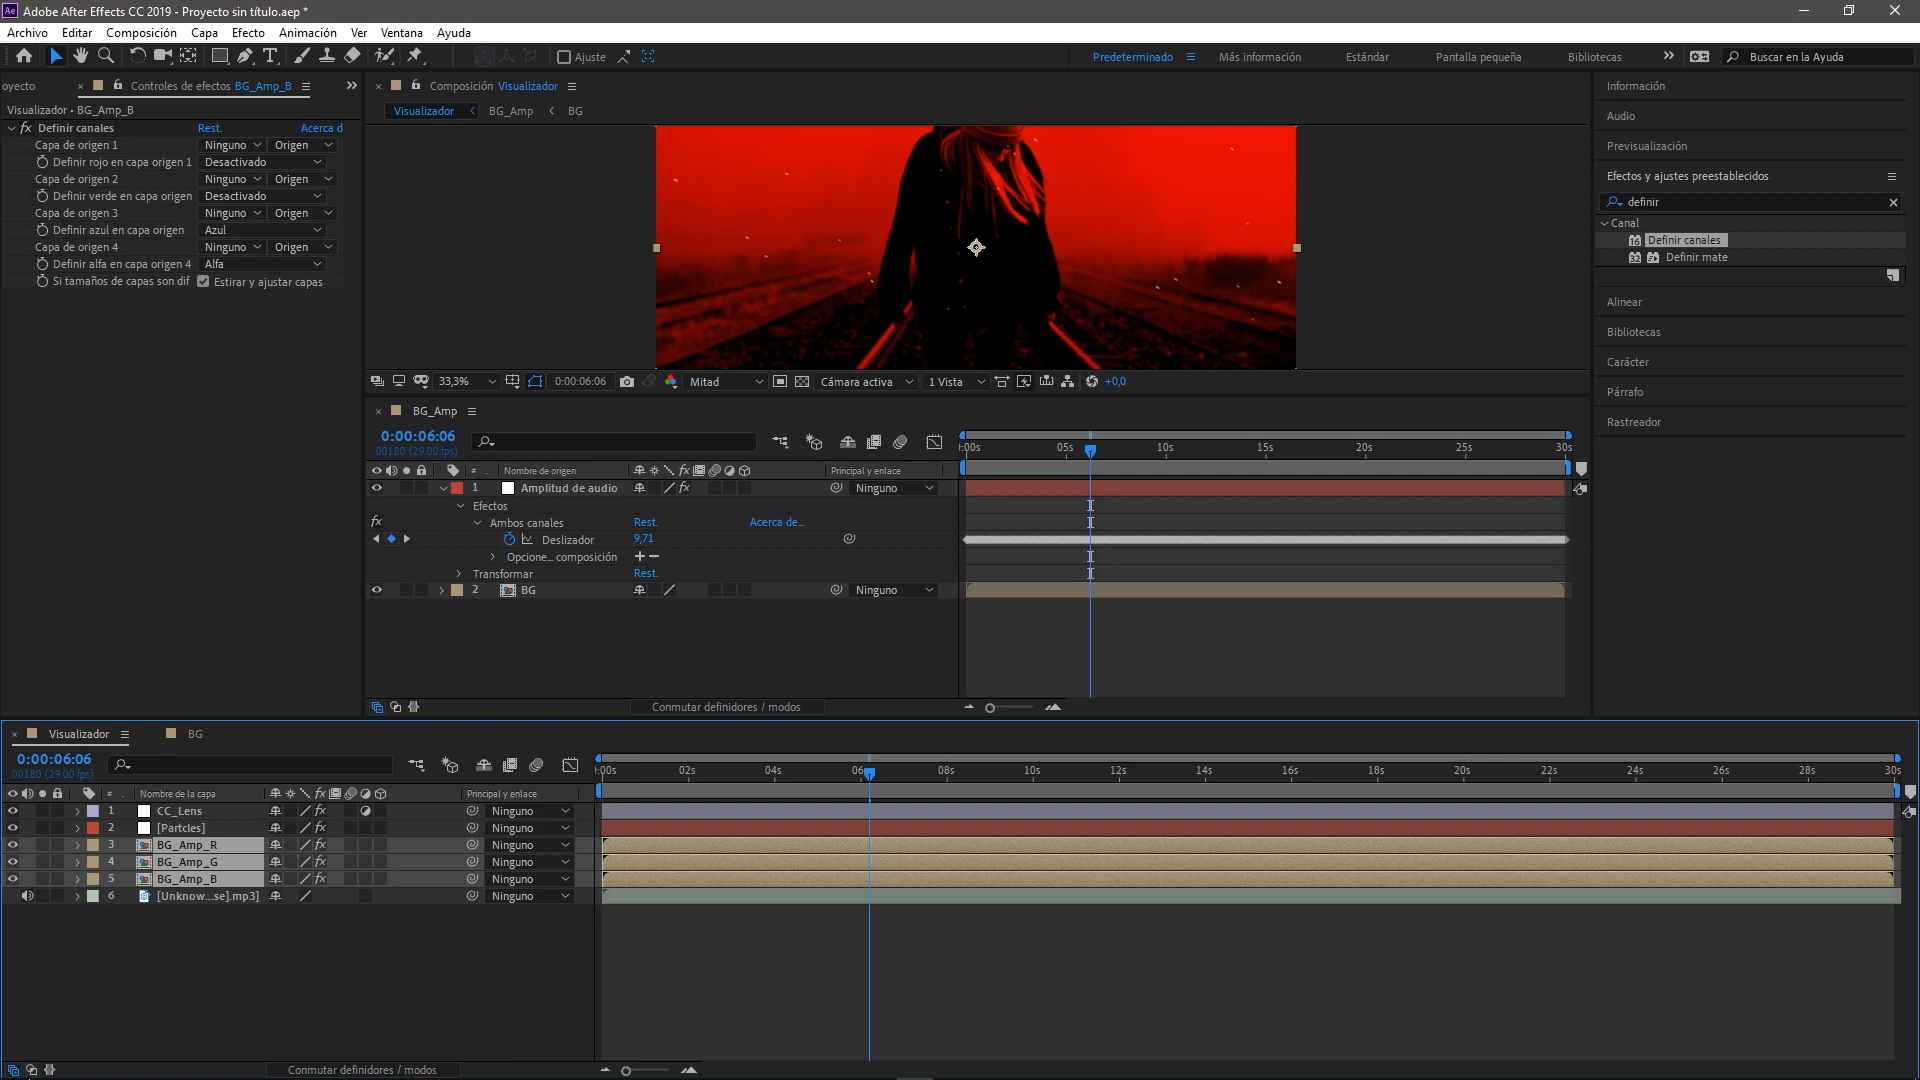 Adobe After Effects CC 2019 - Proyecto sin título.aep *
Archivo Editar Composición Capa Efecto Animación Ver Ventana Ayuda
Ajuste Predeterminado Más información Estándar Pantalla pequeña Bibliotecas Buscar en la Ayuda
oyecto Controles de efectos BG_Amp_B
Visualizador • BG_Amp_B
Definir canales Rest. Acerca d
Capa de origen 1 Ninguno Origen
Definir rojo en capa origen 1 Desactivado
Capa de origen 2 Ninguno Origen
Definir verde en capa origen Desactivado
Capa de origen 3 Ninguno Origen
Definir azul en capa origen Azul
Capa de origen 4 Ninguno Origen
Definir alfa en capa origen 4 Alfa
Si tamaños de capas son dif Estirar y ajustar capas
Composición Visualizador
Visualizador BG_Amp BG
33,3% 0:00:06:06 Mitad Cámara activa 1 Vista +0,0
Información
Audio
Previsualización
Efectos y ajustes preestablecidos
definir
Canal
16 Definir canales
32 Definir mate
Alinear
Bibliotecas
Carácter
Párrafo
Rastreador
BG_Amp
0:00:06:06
00180 (29.00 fps)
:00s 05s 10s 15s 20s 25s 30s
# Nombre de origen Principal y enlace
1 Amplitud de audio Ninguno
Efectos
Ambos canales Rest. Acerca de...
Deslizador 9,71
Opcione... composición
Transformar Rest.
2 BG Ninguno
Conmutar definidores / modos
Visualizador BG
0:00:06:06
00180 (29.00 fps)
:00s 02s 04s 06s 08s 10s 12s 14s 16s 18s 20s 22s 24s 26s 28s 30s
# Nombre de la capa Principal y enlace
1 CC_Lens Ninguno
2 [Partcles] Ninguno
3 BG_Amp_R Ninguno
4 BG_Amp_G Ninguno
5 BG_Amp_B Ninguno
6 [Unknow...se].mp3] Ninguno
Conmutar definidores / modos